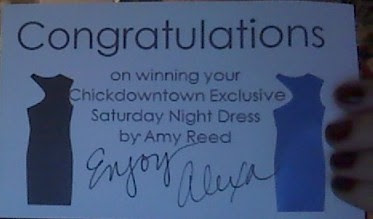 Congratulations
on winning your
Chickdowntown Exclusive
Saturday Night Dress
by Amy Reed
Enjoy
Alexa